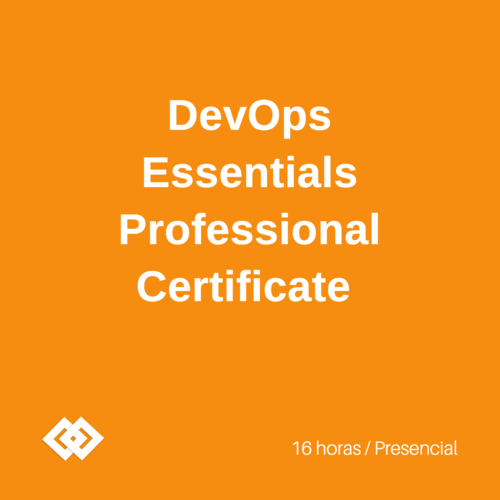 DevOps
Essentials
Professional
Certificate
16 horas / Presencial